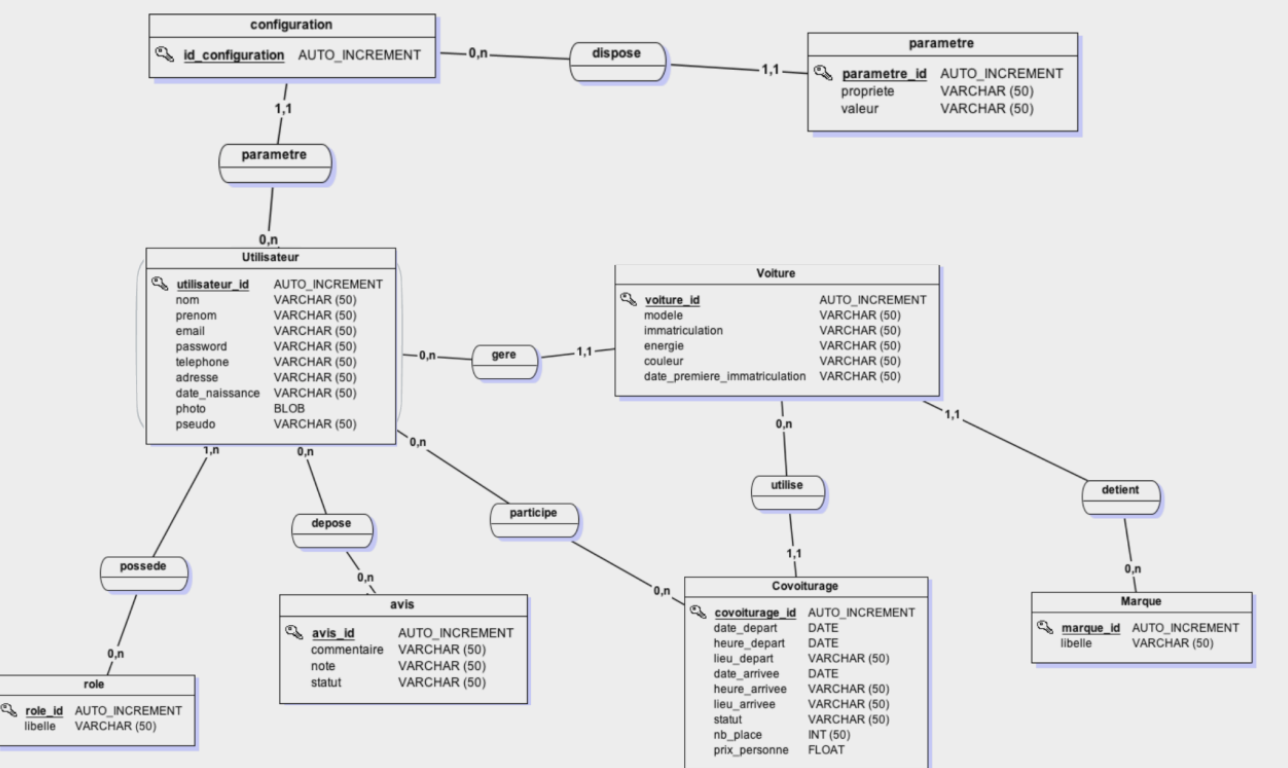 configuration
id_configuration AUTO_INCREMENT
0,n
dispose
1,1
parametre
parametre_id AUTO_INCREMENT
propriete VARCHAR (50)
valeur VARCHAR (50)
1,1
parametre
0,n
Utilisateur
utilisateur_id AUTO_INCREMENT
nom VARCHAR (50)
prenom VARCHAR (50)
email VARCHAR (50)
password VARCHAR (50)
telephone VARCHAR (50)
adresse VARCHAR (50)
date_naissance VARCHAR (50)
photo BLOB
pseudo VARCHAR (50)
0,n
gere
1,1
Voiture
voiture_id AUTO_INCREMENT
modele VARCHAR (50)
immatriculation VARCHAR (50)
energie VARCHAR (50)
couleur VARCHAR (50)
date_premiere_immatriculation VARCHAR (50)
1,n
0,n
0,n
0,n
1,1
possede
depose
participe
utilise
detient
0,n
0,n
0,n
1,1
0,n
role
role_id AUTO_INCREMENT
libelle VARCHAR (50)
avis
avis_id AUTO_INCREMENT
commentaire VARCHAR (50)
note VARCHAR (50)
statut VARCHAR (50)
Covoiturage
covoiturage_id AUTO_INCREMENT
date_depart DATE
heure_depart DATE
lieu_depart VARCHAR (50)
date_arrivee DATE
heure_arrivee VARCHAR (50)
lieu_arrivee VARCHAR (50)
statut VARCHAR (50)
nb_place INT (50)
prix_personne FLOAT
Marque
marque_id AUTO_INCREMENT
libelle VARCHAR (50)